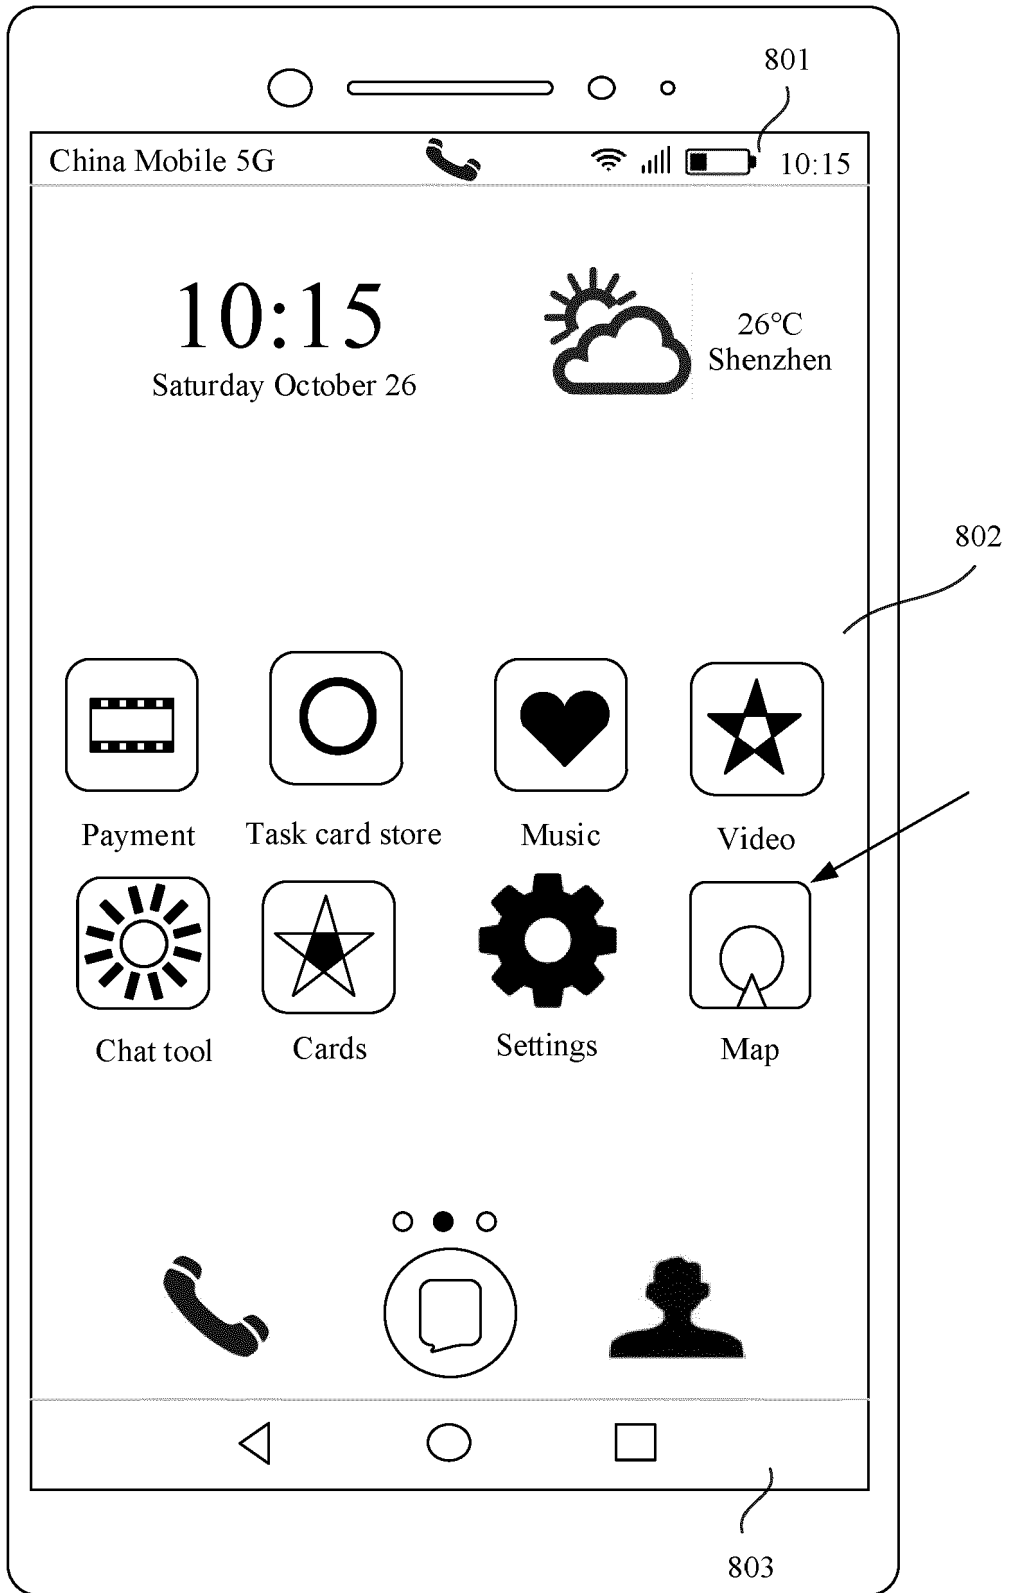 801
China Mobile 5G
10:15
10:15
Saturday October 26
26°C
Shenzhen
802
Payment
Task card store
Music
Video
Chat tool
Cards
Settings
Map
803